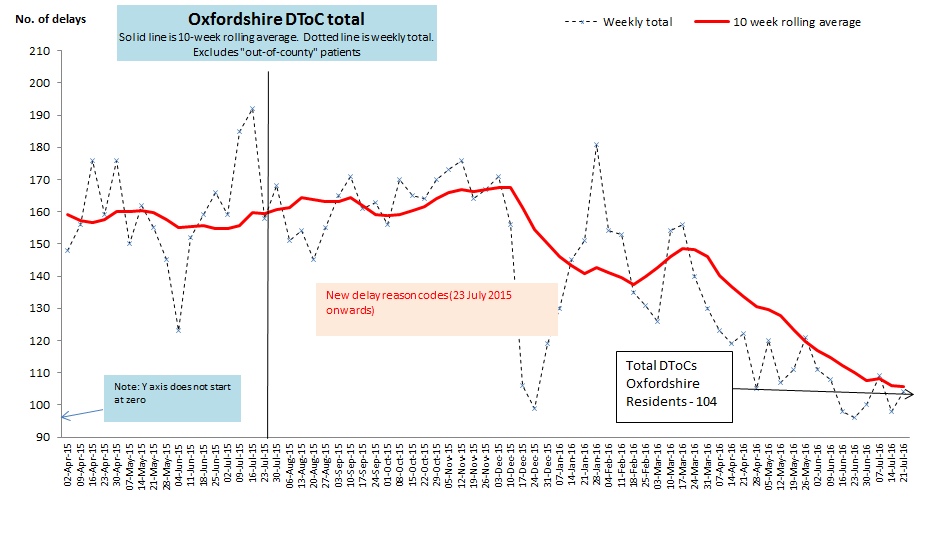 No. of delays
Oxfordshire DToC total
Solid line is 10-week rolling average. Dotted line is weekly total.
Excludes "out-of-county" patients
Weekly total
10 week rolling average
210
200
190
180
170
160
150
140
130
120
110
100
90
New delay reason codes (23 July 2015
onwards)
Total DToCs
Oxfordshire
Residents - 104
Note: Y axis does not start
at zero
02-Apr-15
09-Apr-15
16-Apr-15
23-Apr-15
30-Apr-15
07-May-15
14-May-15
21-May-15
28-May-15
04-Jun-15
11-Jun-15
18-Jun-15
25-Jun-15
02-Jul-15
09-Jul-15
16-Jul-15
23-Jul-15
30-Jul-15
06-Aug-15
13-Aug-15
20-Aug-15
27-Aug-15
03-Sep-15
10-Sep-15
17-Sep-15
24-Sep-15
01-Oct-15
08-Oct-15
15-Oct-15
22-Oct-15
29-Oct-15
05-Nov-15
12-Nov-15
19-Nov-15
26-Nov-15
03-Dec-15
10-Dec-15
17-Dec-15
24-Dec-15
31-Dec-15
07-Jan-16
14-Jan-16
21-Jan-16
28-Jan-16
04-Feb-16
11-Feb-16
18-Feb-16
25-Feb-16
03-Mar-16
10-Mar-16
17-Mar-16
24-Mar-16
31-Mar-16
07-Apr-16
14-Apr-16
21-Apr-16
28-Apr-16
05-May-16
12-May-16
19-May-16
26-May-16
02-Jun-16
09-Jun-16
16-Jun-16
23-Jun-16
30-Jun-16
07-Jul-16
14-Jul-16
21-Jul-16